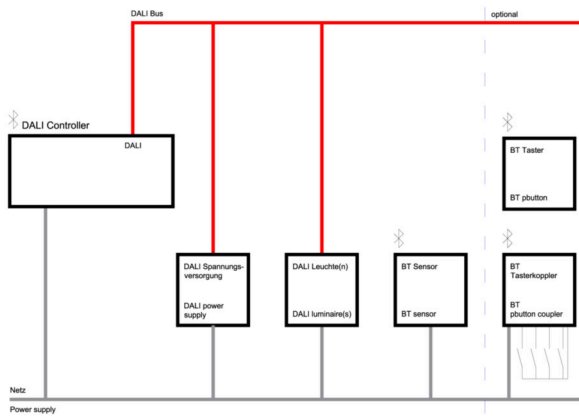 DALI Bus
optional
DALI Controller
DALI
BT Taster
BT pbutton
DALI Spannungs-
versorgung
DALI power
supply
DALI Leuchte(n)
DALI luminaire(s)
BT Sensor
BT sensor
BT
Tasterkoppler
BT
pbutton coupler
Netz
Power supply